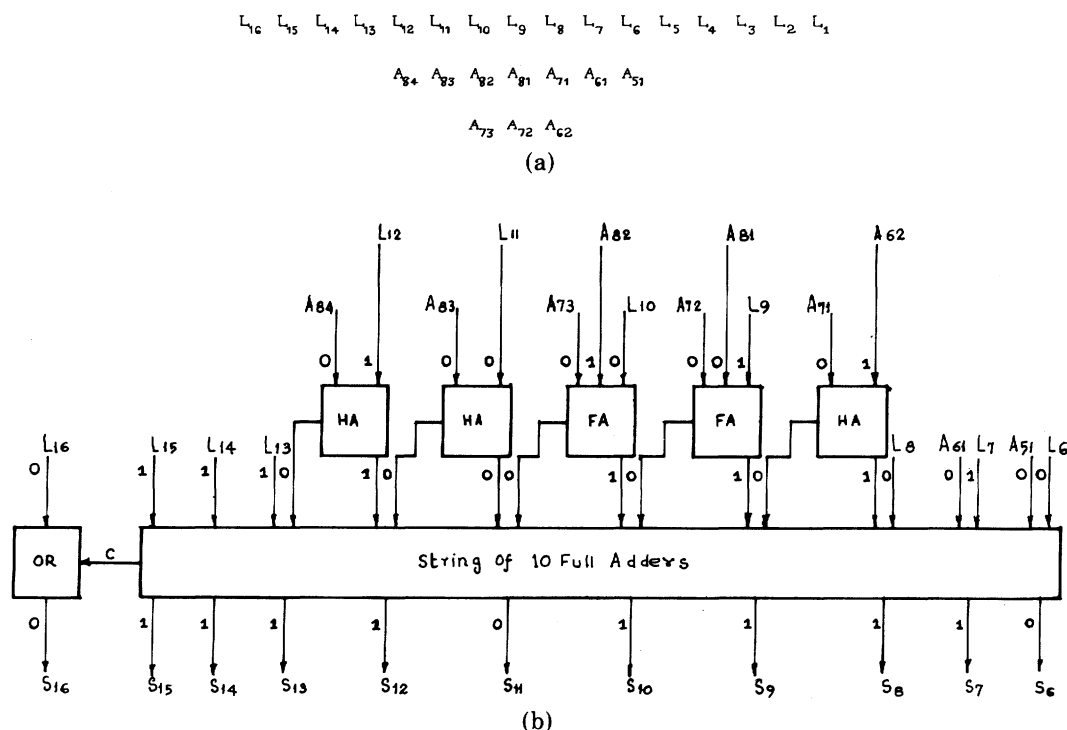 L16 L15 L14 L13 L12 L11 L10 L9 L8 L7 L6 L5 L4 L3 L2 L1
A84 A83 A82 A81 A71 A61 A51
A73 A72 A62
(a)
L12 L11 A82 A81 A62
A84 A83 A73 L10 A72 L9 A71
0 1 0 0 0 1 0 0 0 1 0 1
HA HA FA FA HA
L16 L15 L14 L13 L8 A61 L7 A51 L6
0 1 1 1 0 1 0 0 0 1 0 1 0 1 0 0 1 0 0
OR C String Of 10 Full Adders
0 1 1 1 1 0 1 1 1 1 0
S16 S15 S14 S13 S12 S11 S10 S9 S8 S7 S6
(b)